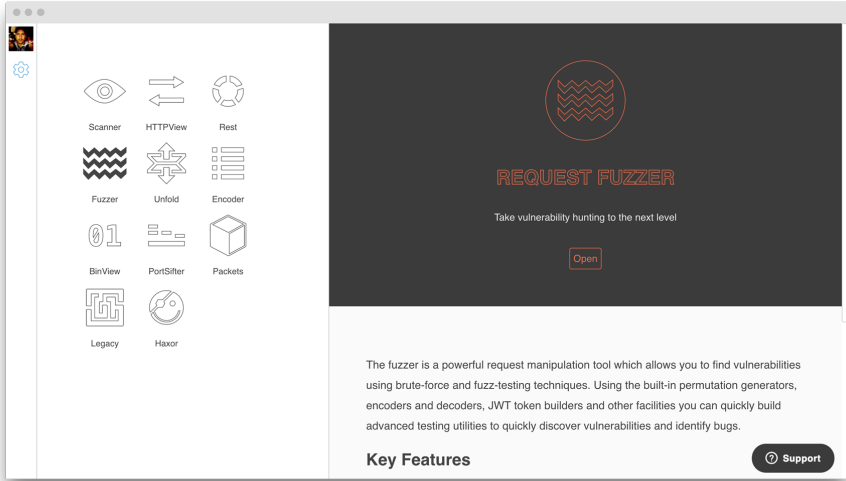 Scanner
HTTPView
Rest
Fuzzer
Unfold
Encoder
01
BinView
PortSifter
Packets
Legacy
Haxor
REQUEST FUZZER
Take vulnerability hunting to the next level
Open
The fuzzer is a powerful request manipulation tool which allows you to find vulnerabilities
using brute-force and fuzz-testing techniques. Using the built-in permutation generators,
encoders and decoders, JWT token builders and other facilities you can quickly build
advanced testing utilities to quickly discover vulnerabilities and identify bugs.
Key Features
? Support